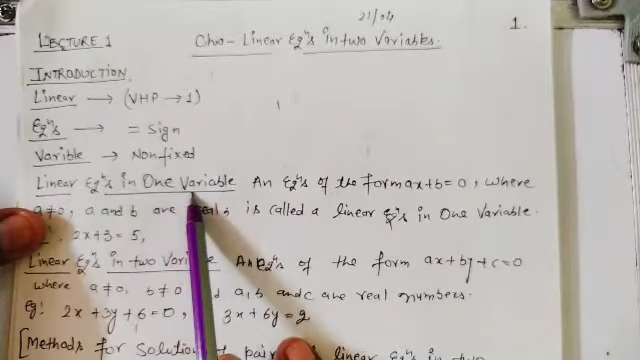 21/04
1.
LECTURE 1
Cha - Linear Eqⁿ's in two Variables.
INTRODUCTION
Linear → (VHP → 1)
Eqⁿ's → = Sign
Varible → Nonfixed
Linear Eqⁿ's in One Variable An Eqⁿ's of the form ax+b=0, where
a≠0, a and b are is called a linear Eqⁿ's in One Variable.
2x+3=5,
Linear Eqⁿ's in two An Eqⁿ's of the form ax+by+c=0
where a≠0, b≠0 a,b and c are real numbers.
eg: 2x+3y+6=0, 3x+6y=2
[Methods for Solution of pair linear Eqⁿ's in two